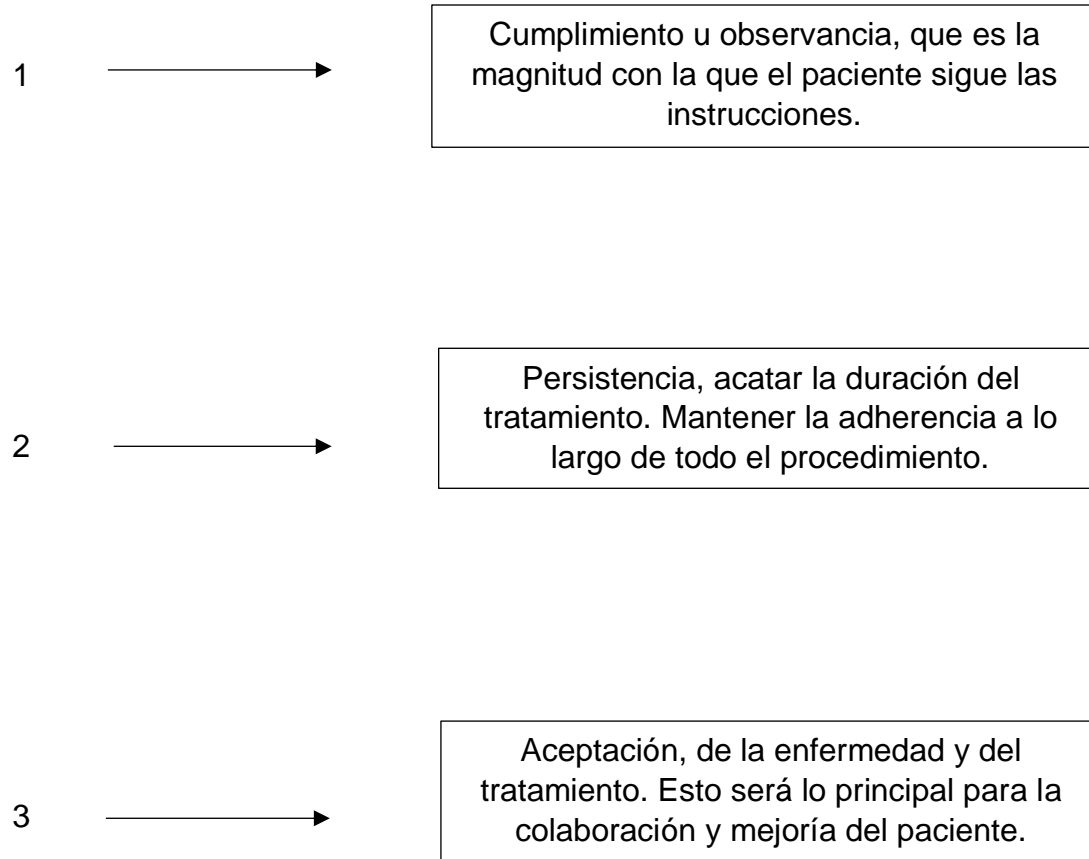 1
Cumplimiento u observancia, que es la
magnitud con la que el paciente sigue las
instrucciones.
2
Persistencia, acatar la duración del
tratamiento. Mantener la adherencia a lo
largo de todo el procedimiento.
3
Aceptación, de la enfermedad y del
tratamiento. Esto será lo principal para la
colaboración y mejoría del paciente.